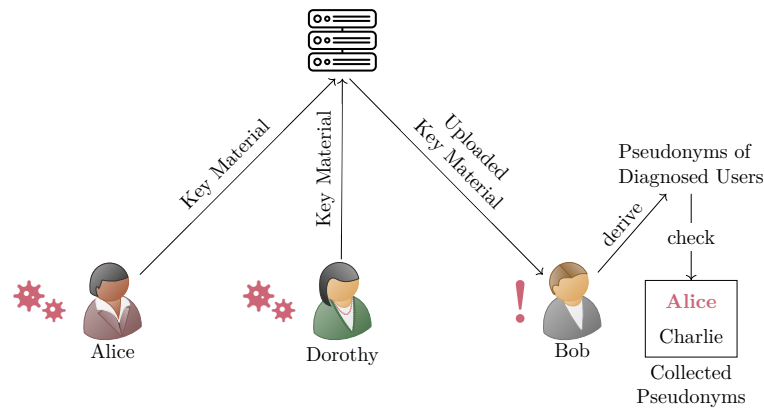 Key Material
Key Material
Uploaded
Key Material
Pseudonyms of
Diagnosed Users
derive
check
!
Alice
Charlie
Alice
Dorothy
Bob
Collected
Pseudonyms